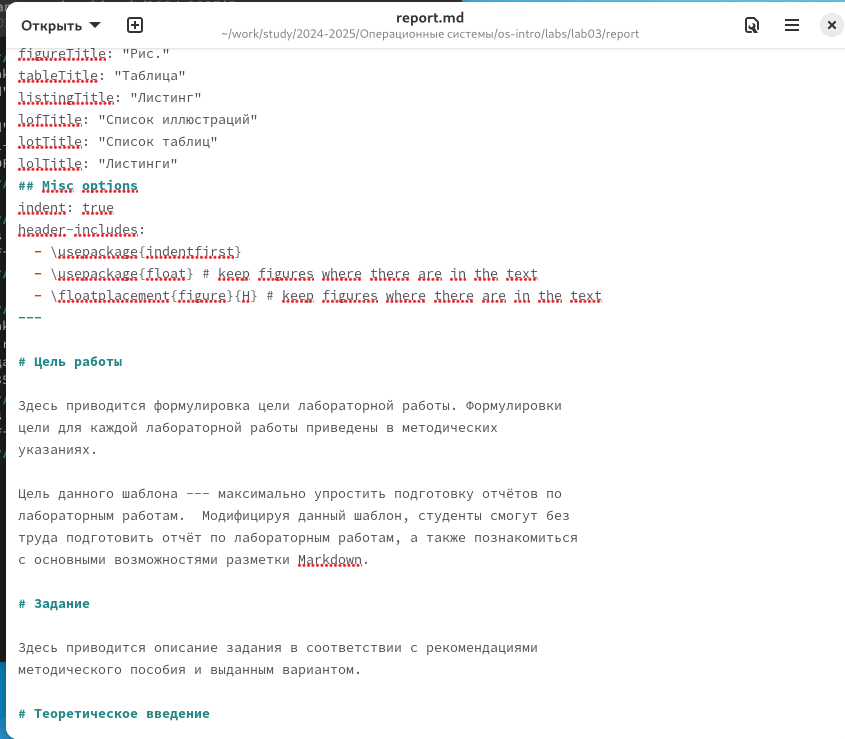 Открыть
report.md
~/work/study/2024-2025/Операционные системы/os-intro/labs/lab03/report
figureTitle: "Рис."
tableTitle: "Таблица"
listingTitle: "Листинг"
lofTitle: "Список иллюстраций"
lotTitle: "Список таблиц"
lolTitle: "Листинги"
## Misc options
indent: true
header-includes:
  - \usepackage{indentfirst}
  - \usepackage{float} # keep figures where there are in the text
  - \floatplacement{figure}{H} # keep figures where there are in the text
---
# Цель работы
Здесь приводится формулировка цели лабораторной работы. Формулировки
цели для каждой лабораторной работы приведены в методических
указаниях.
Цель данного шаблона --- максимально упростить подготовку отчётов по
лабораторным работам.  Модифицируя данный шаблон, студенты смогут без
труда подготовить отчёт по лабораторным работам, а также познакомиться
с основными возможностями разметки Markdown.
# Задание
Здесь приводится описание задания в соответствии с рекомендациями
методического пособия и выданным вариантом.
# Теоретическое введение